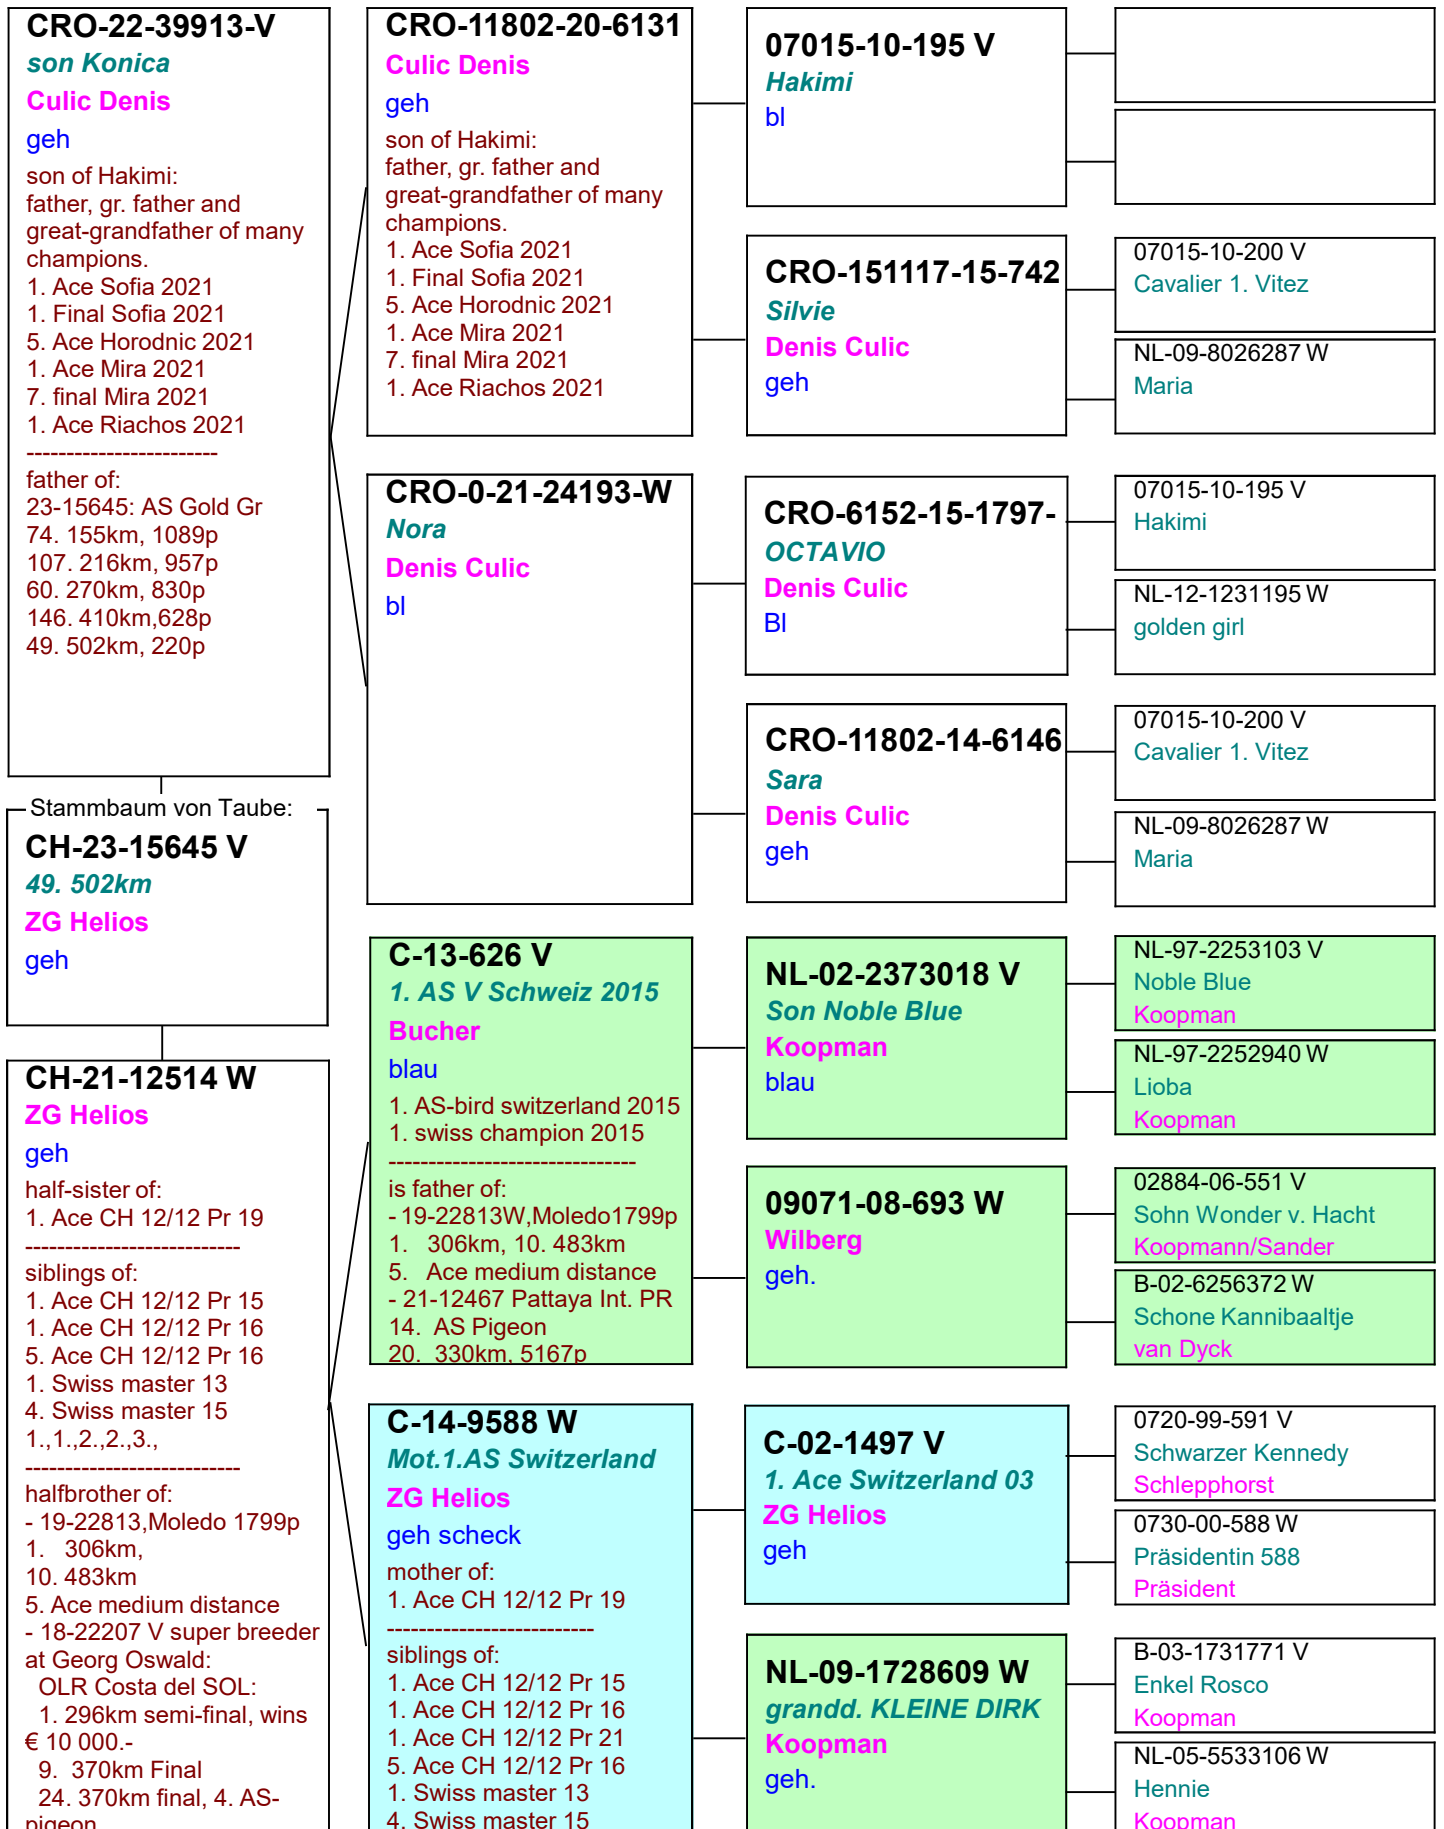 CRO-22-39913-V
son Konica
Culic Denis
geh
son of Hakimi:
father, gr. father and
great-grandfather of many
champions.
1. Ace Sofia 2021
1. Final Sofia 2021
5. Ace Horodnic 2021
1. Ace Mira 2021
7. final Mira 2021
1. Ace Riachos 2021
------------------------
father of:
23-15645: AS Gold Gr
74. 155km, 1089p
107. 216km, 957p
60. 270km, 830p
146. 410km,628p
49. 502km, 220p
Stammbaum von Taube:
CH-23-15645 V
49. 502km
ZG Helios
geh
CH-21-12514 W
ZG Helios
geh
half-sister of:
1. Ace CH 12/12 Pr 19
---------------------------
siblings of:
1. Ace CH 12/12 Pr 15
1. Ace CH 12/12 Pr 16
5. Ace CH 12/12 Pr 16
1. Swiss master 13
4. Swiss master 15
1.,1.,2.,2.,3.,
---------------------------
halfbrother of:
- 19-22813,Moledo 1799p
1.   306km,
10. 483km
5. Ace medium distance
- 18-22207 V super breeder
at Georg Oswald:
OLR Costa del SOL:
1. 296km semi-final, wins
€ 10 000.-
9.  370km Final
24. 370km final, 4. AS-
pigeon
CRO-11802-20-6131
Culic Denis
geh
son of Hakimi:
father, gr. father and
great-grandfather of many
champions.
1. Ace Sofia 2021
1. Final Sofia 2021
5. Ace Horodnic 2021
1. Ace Mira 2021
7. final Mira 2021
1. Ace Riachos 2021
CRO-0-21-24193-W
Nora
Denis Culic
bl
C-13-626 V
1. AS V Schweiz 2015
Bucher
blau
1. AS-bird switzerland 2015
1. swiss champion 2015
-------------------------------
is father of:
- 19-22813W,Moledo1799p
1.   306km, 10. 483km
5.   Ace medium distance
- 21-12467 Pattaya Int. PR
14.  AS Pigeon
20.  330km, 5167p
C-14-9588 W
Mot.1.AS Switzerland
ZG Helios
geh scheck
mother of:
1. Ace CH 12/12 Pr 19
--------------------------
siblings of:
1. Ace CH 12/12 Pr 15
1. Ace CH 12/12 Pr 16
1. Ace CH 12/12 Pr 21
5. Ace CH 12/12 Pr 16
1. Swiss master 13
4. Swiss master 15
07015-10-195 V
Hakimi
bl
CRO-151117-15-742
Silvie
Denis Culic
geh
CRO-6152-15-1797-
OCTAVIO
Denis Culic
Bl
CRO-11802-14-6146
Sara
Denis Culic
geh
NL-02-2373018 V
Son Noble Blue
Koopman
blau
09071-08-693 W
Wilberg
geh.
C-02-1497 V
1. Ace Switzerland 03
ZG Helios
geh
NL-09-1728609 W
grandd. KLEINE DIRK
Koopman
geh.
07015-10-200 V
Cavalier 1. Vitez
NL-09-8026287 W
Maria
07015-10-195 V
Hakimi
NL-12-1231195 W
golden girl
07015-10-200 V
Cavalier 1. Vitez
NL-09-8026287 W
Maria
NL-97-2253103 V
Noble Blue
Koopman
NL-97-2252940 W
Lioba
Koopman
02884-06-551 V
Sohn Wonder v. Hacht
Koopmann/Sander
B-02-6256372 W
Schone Kannibaaltje
van Dyck
0720-99-591 V
Schwarzer Kennedy
Schlepphorst
0730-00-588 W
Präsidentin 588
Präsident
B-03-1731771 V
Enkel Rosco
Koopman
NL-05-5533106 W
Hennie
Koopman